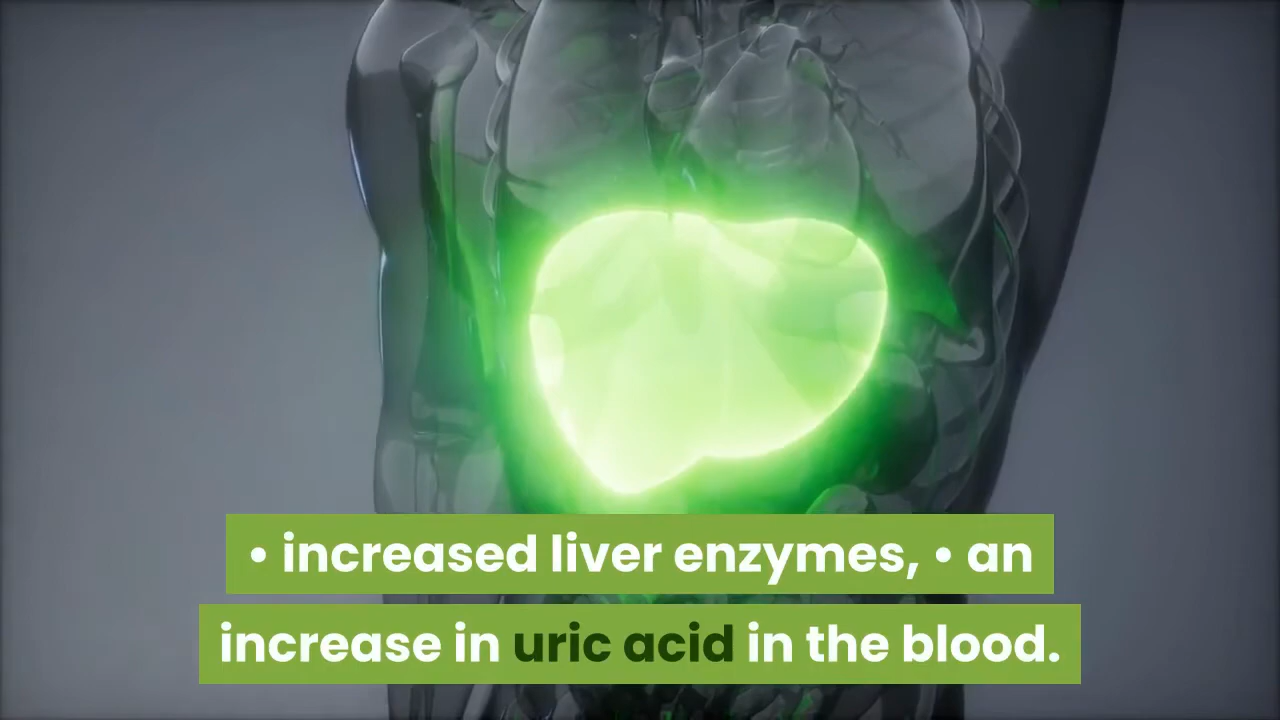 • increased liver enzymes, • an
increase in uric acid in the blood.